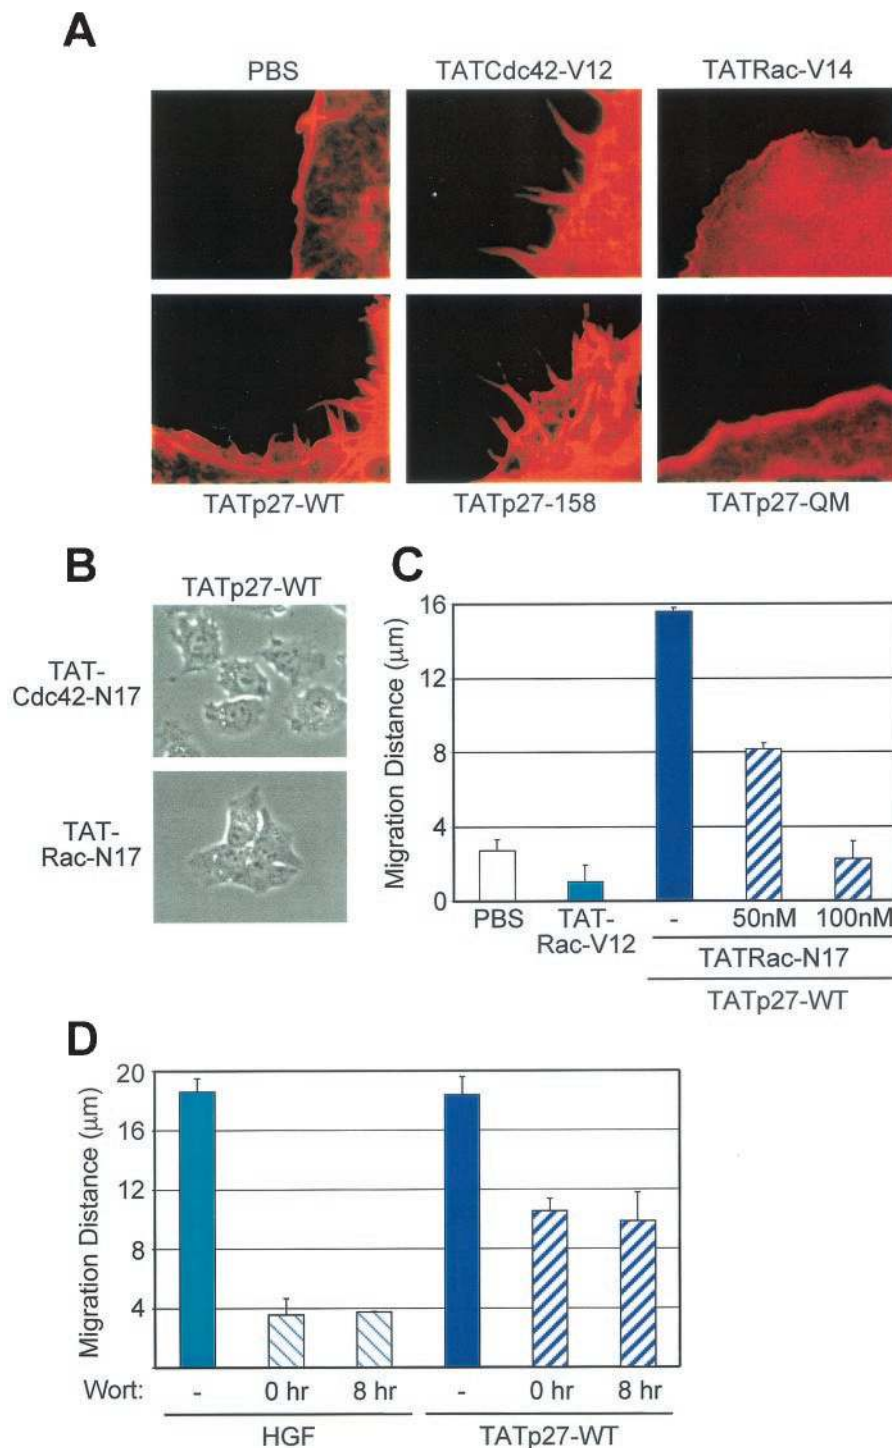 A
PBS TATCdc42-V12 TATRac-V14
TATp27-WT TATp27-158 TATp27-QM
B
TATp27-WT
TAT-
Cdc42-N17
TAT-
Rac-N17
C
Migration Distance (μm)
16
12
8
4
0
PBS TAT- - 50nM 100nM
Rac-V12
TATRac-N17
TATp27-WT
D
Migration Distance (μm)
20
16
12
8
4
Wort: - 0 hr 8 hr - 0 hr 8 hr
HGF TATp27-WT